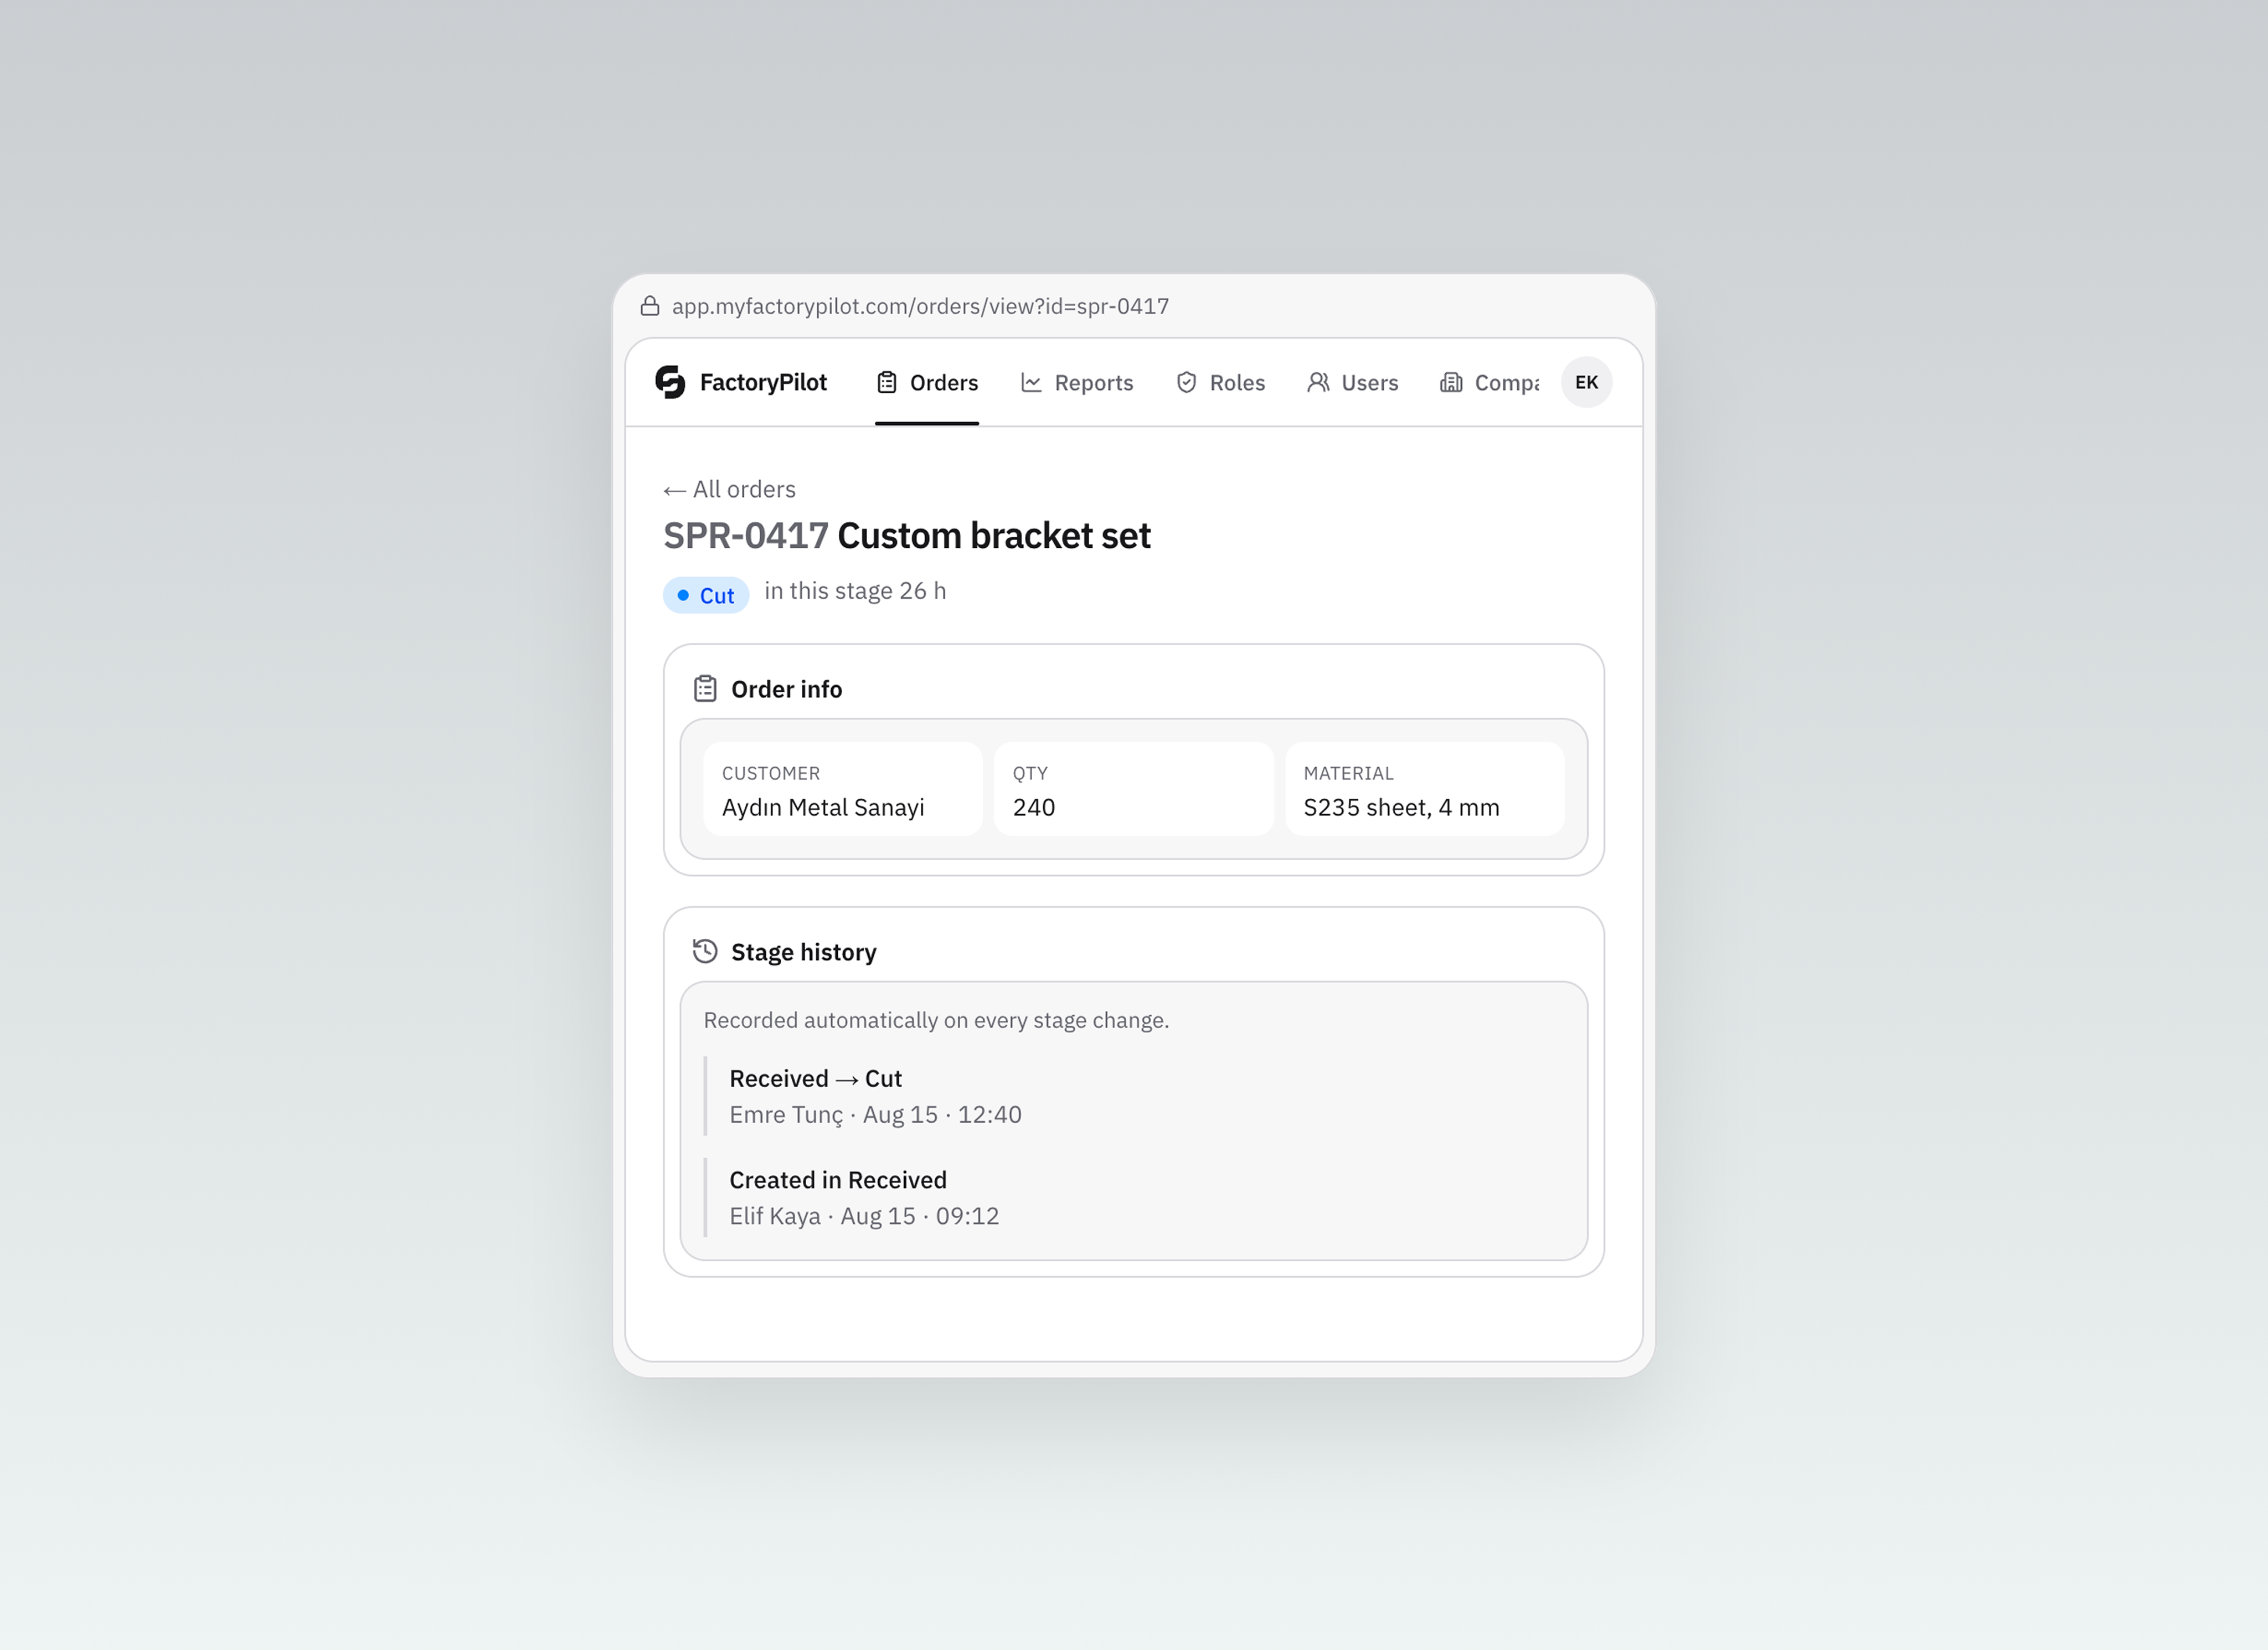 app.myfactorypilot.com/orders/view?id=spr-0417
FactoryPilot Orders Reports Roles Users Compa EK
← All orders
SPR-0417 Custom bracket set
Cut in this stage 26 h
Order info
CUSTOMER QTY MATERIAL
Aydın Metal Sanayi 240 S235 sheet, 4 mm
Stage history
Recorded automatically on every stage change.
Received → Cut
Emre Tunç · Aug 15 · 12:40
Created in Received
Elif Kaya · Aug 15 · 09:12